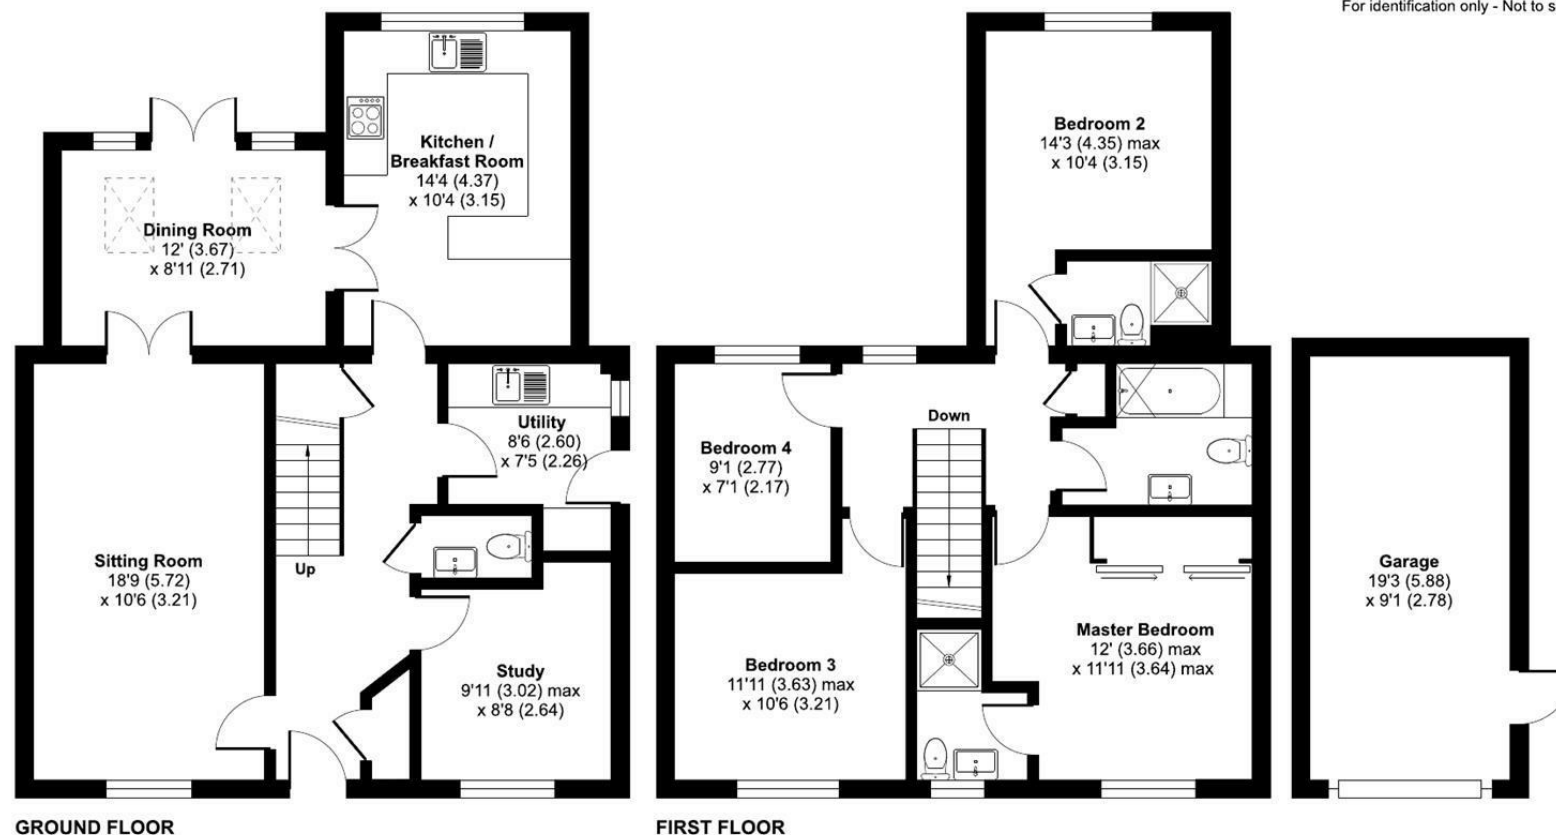 For identification only - Not to s
Kitchen /
Breakfast Room
14'4 (4.37)
x 10'4 (3.15)
Dining Room
12' (3.67)
x 8'11 (2.71)
Utility
8'6 (2.60)
x 7'5 (2.26)
Sitting Room
18'9 (5.72)
x 10'6 (3.21)
Up
Study
9'11 (3.02) max
x 8'8 (2.64)
GROUND FLOOR
Bedroom 2
14'3 (4.35) max
x 10'4 (3.15)
Down
Bedroom 4
9'1 (2.77)
x 7'1 (2.17)
Master Bedroom
12' (3.66) max
x 11'11 (3.64) max
Bedroom 3
11'11 (3.63) max
x 10'6 (3.21)
FIRST FLOOR
Garage
19'3 (5.88)
x 9'1 (2.78)